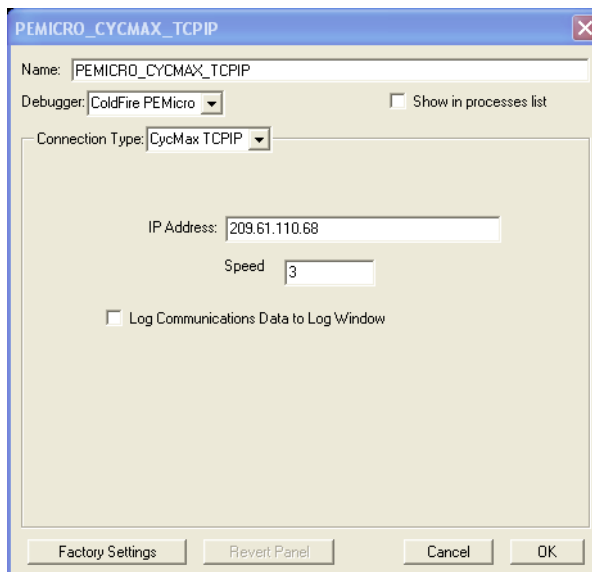 PEMICRO_CYCMAX_TCPIP
Name: PEMICRO_CYCMAX_TCPIP
Debugger: ColdFire PEMicro Show in processes list
Connection Type: CycMax TCPIP
IP Address: 209.61.110.68
Speed 3
Log Communications Data to Log Window
Factory Settings Revert Panel Cancel OK